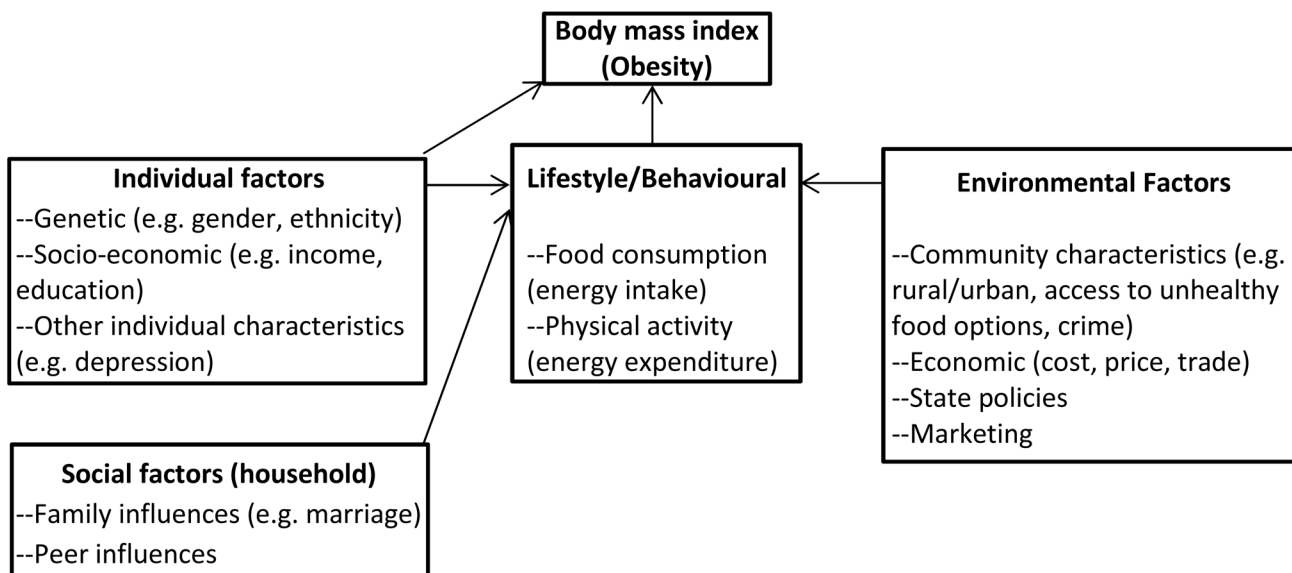 Body mass index
(Obesity)
Individual factors
--Genetic (e.g. gender, ethnicity)
--Socio-economic (e.g. income,
education)
--Other individual characteristics
(e.g. depression)
Lifestyle/Behavioural
--Food consumption
(energy intake)
--Physical activity
(energy expenditure)
Environmental Factors
--Community characteristics (e.g.
rural/urban, access to unhealthy
food options, crime)
--Economic (cost, price, trade)
--State policies
--Marketing
Social factors (household)
--Family influences (e.g. marriage)
--Peer influences